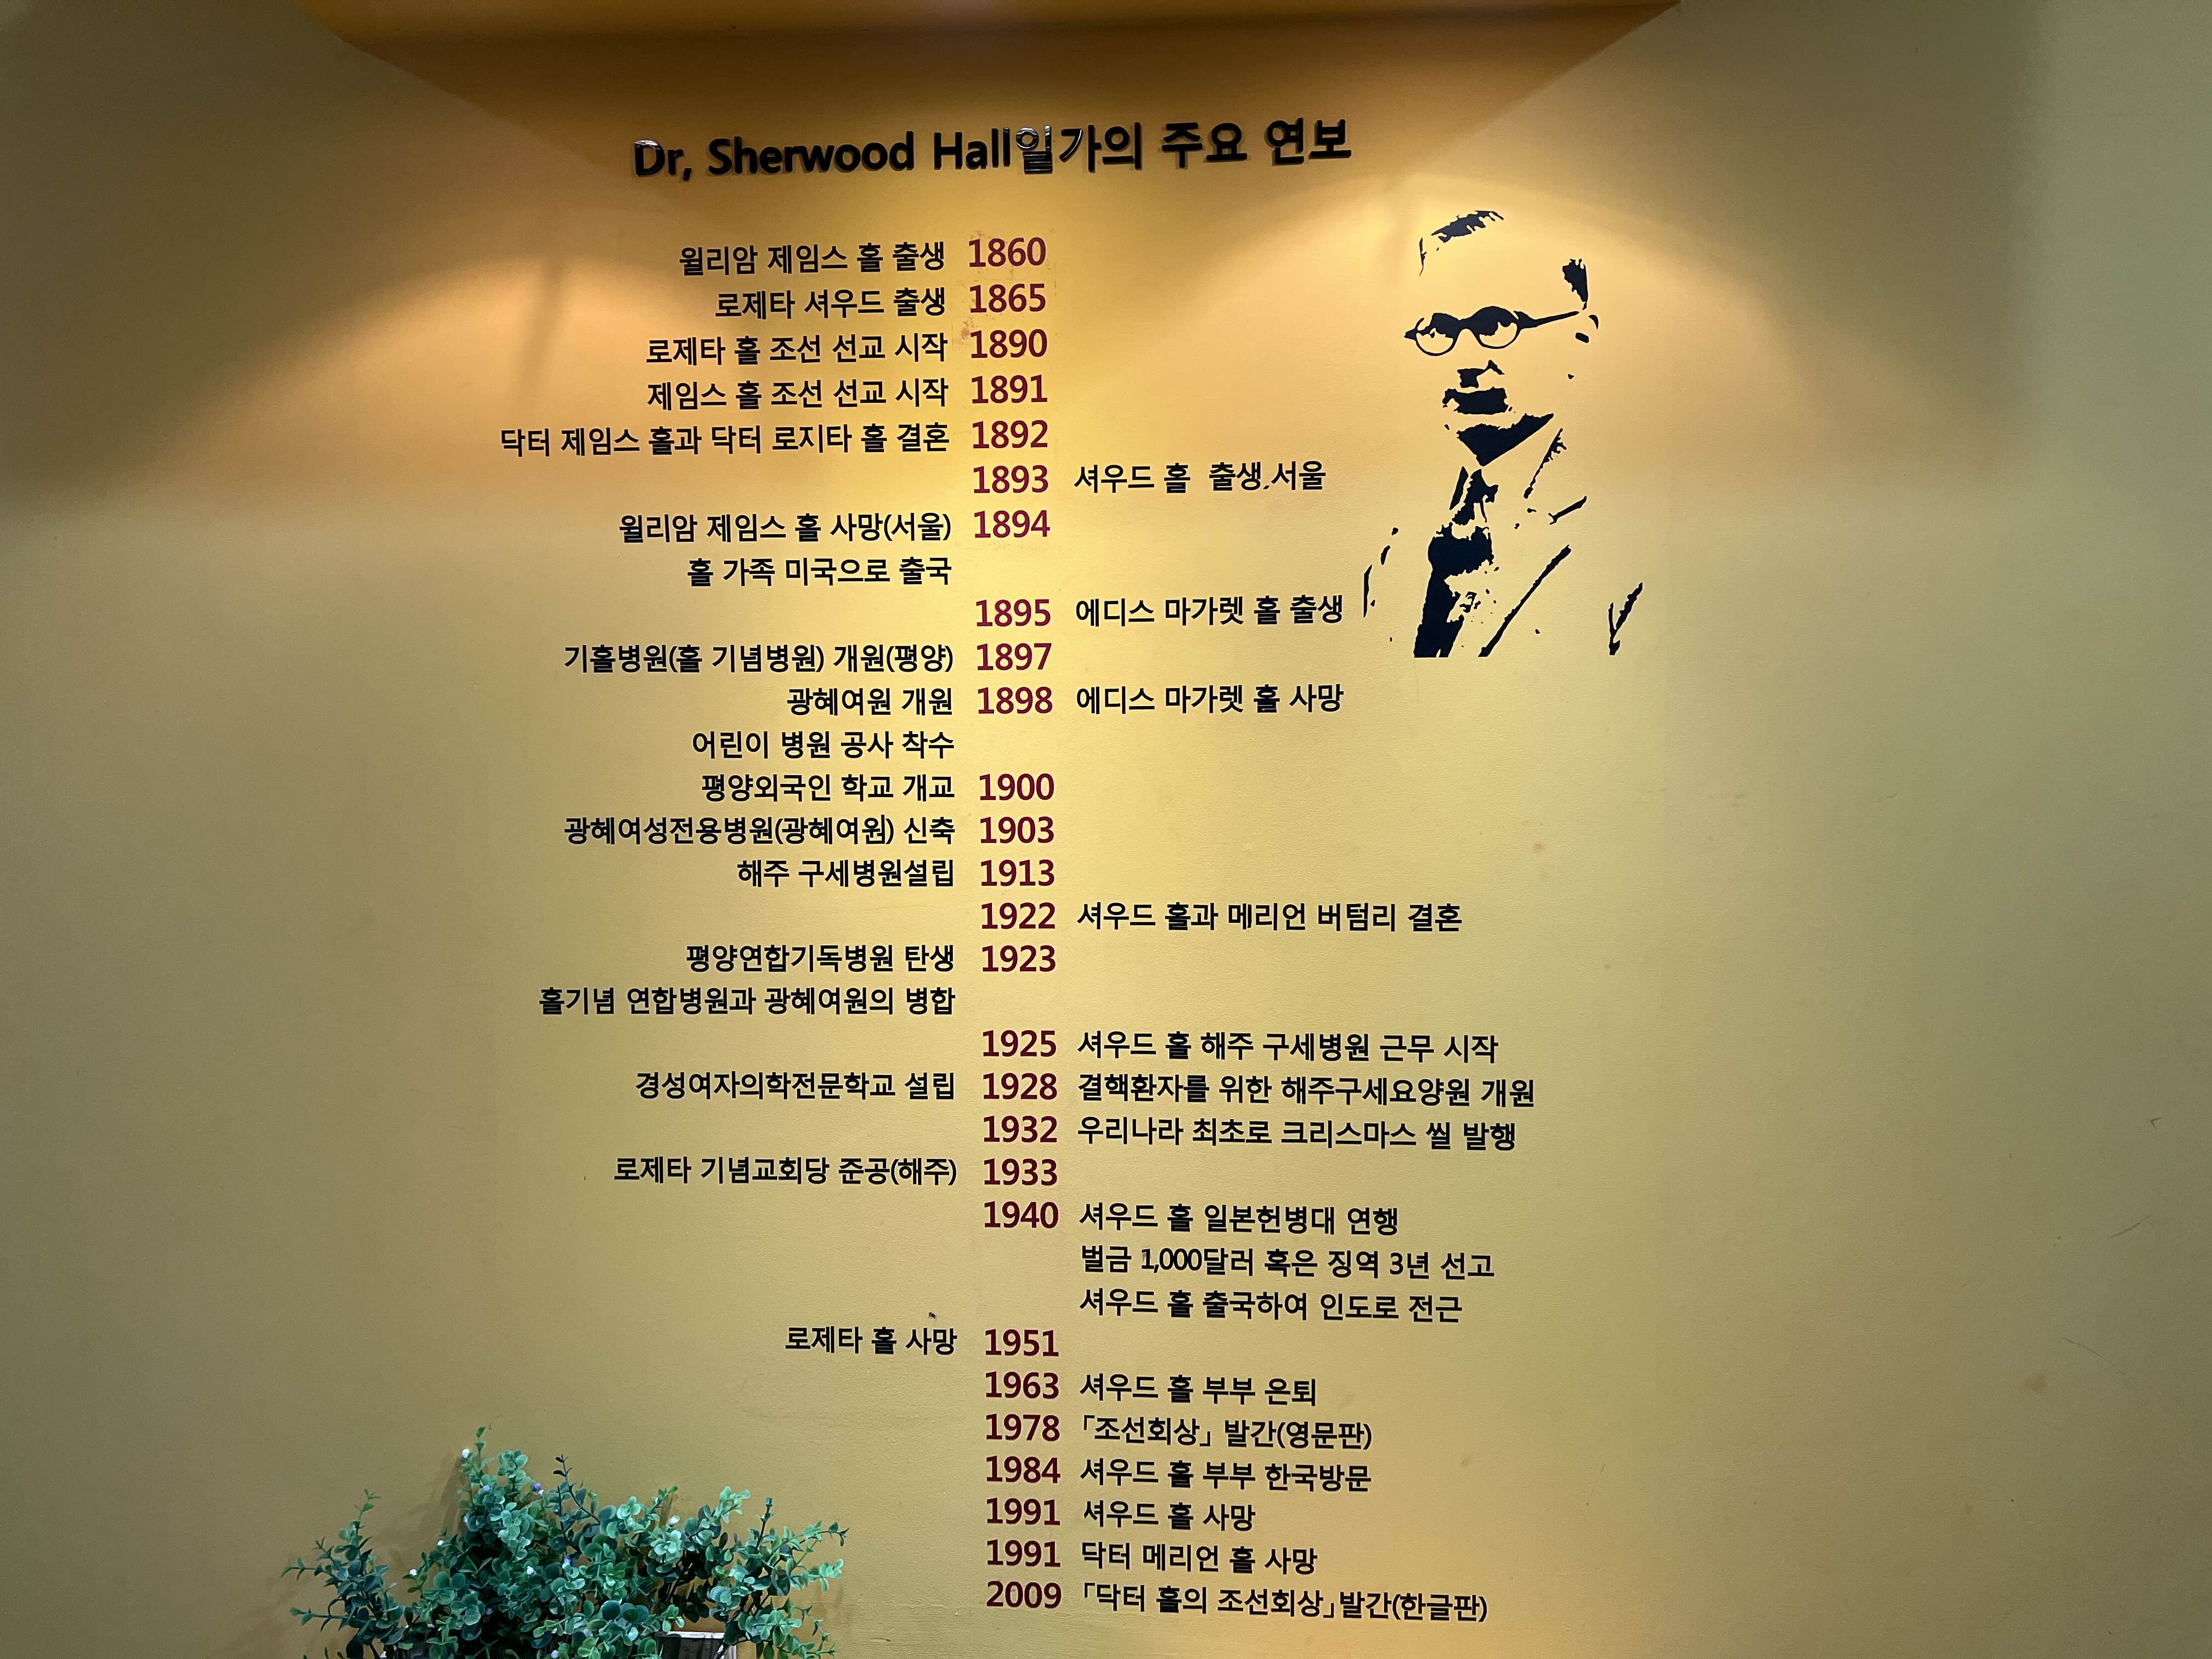 Dr, Sherwood Hall일가의 주요 연보
윌리암 제임스 홀 출생 1860
로제타 셔우드 출생 1865
로제타 홀 조선 선교 시작 1890
제임스 홀 조선 선교 시작 1891
닥터 제임스 홀과 닥터 로지타 홀 결혼 1892
1893 셔우드 홀 출생,서울
윌리암 제임스 홀 사망(서울) 1894
홀 가족 미국으로 출국
1895 에디스 마가렛 홀 출생
기홀병원(홀 기념병원) 개원(평양) 1897
광혜여원 개원 1898 에디스 마가렛 홀 사망
어린이 병원 공사 착수
평양외국인 학교 개교 1900
광혜여성전용병원(광혜여원) 신축 1903
해주 구세병원설립 1913
1922 셔우드 홀과 메리언 버텀리 결혼
평양연합기독병원 탄생 1923
홀기념 연합병원과 광혜여원의 병합
1925 셔우드 홀 해주 구세병원 근무 시작
경성여자의학전문학교 설립 1928 결핵환자를 위한 해주구세요양원 개원
1932 우리나라 최초로 크리스마스 씰 발행
로제타 기념교회당 준공(해주) 1933
1940 셔우드 홀 일본헌병대 연행
벌금 1,000달러 혹은 징역 3년 선고
셔우드 홀 출국하여 인도로 전근
로제타 홀 사망 1951
1963 셔우드 홀 부부 은퇴
1978 「조선회상」 발간(영문판)
1984 셔우드 홀 부부 한국방문
1991 셔우드 홀 사망
1991 닥터 메리언 홀 사망
2009 「닥터 홀의 조선회상」발간(한글판)